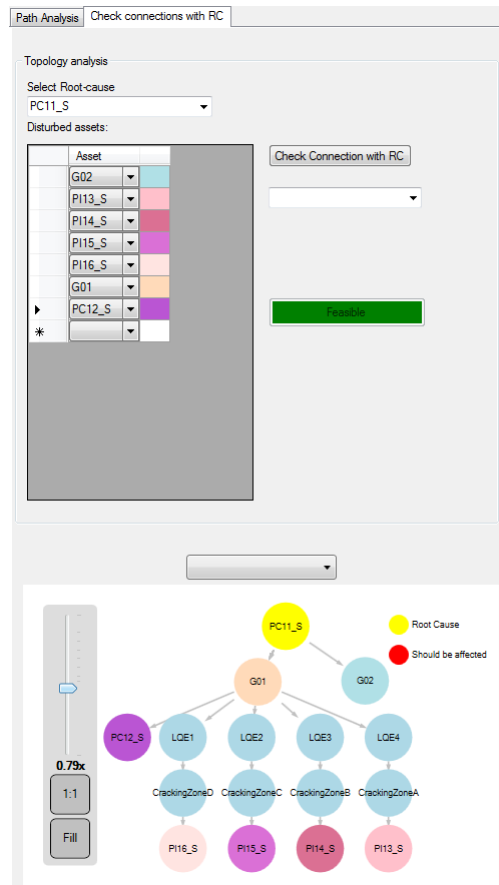 Path Analysis Check connections with RC
Topology analysis
Select Root-cause
PC11_S
Disturbed assets:
Asset
Check Connection with RC
G02
PI13_S
PI14_S
PI15_S
PI16_S
G01
PC12_S
Feasible
PC11_S
Root Cause
Should be affected
G01
G02
PC12_S LQE1 LQE2 LQE3 LQE4
0.79x
1:1
CrackingZoneD CrackingZoneC CrackingZoneB CrackingZoneA
Fill
PI16_S PI15_S PI14_S PI13_S